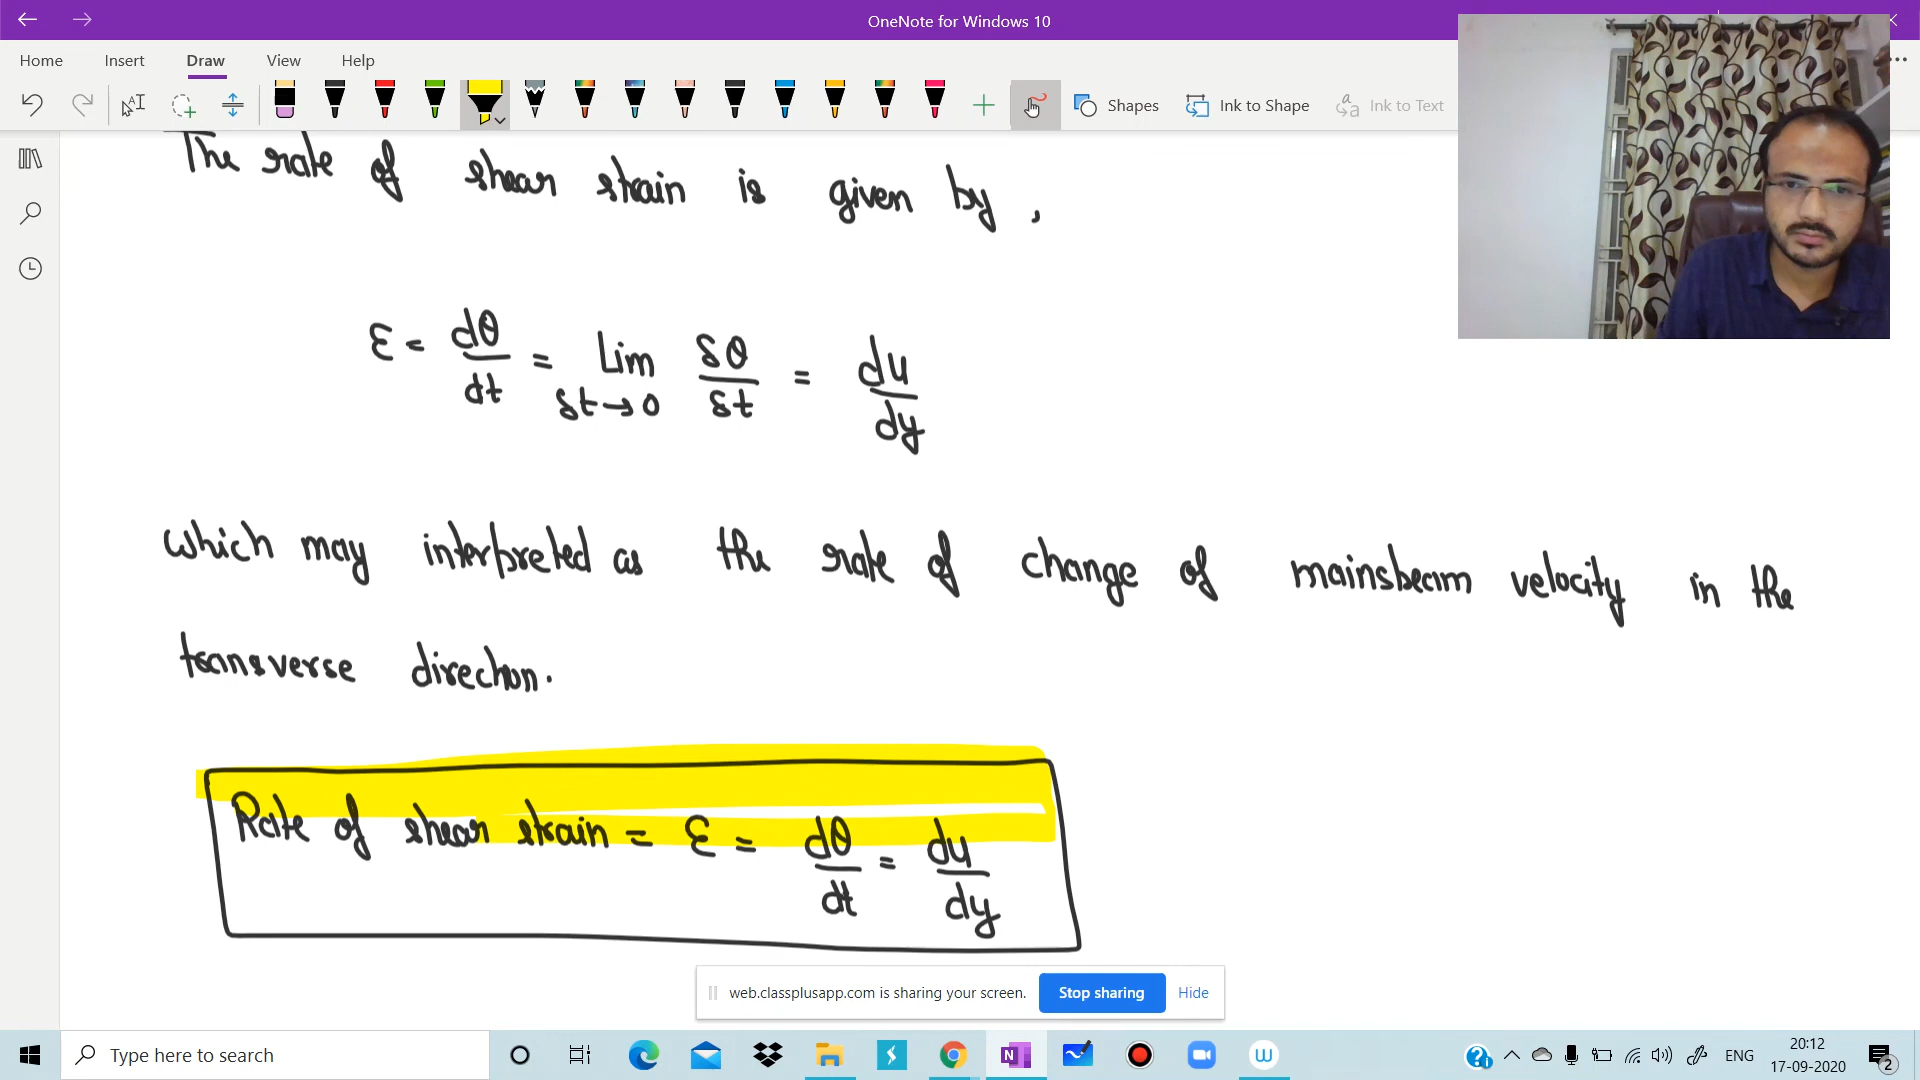 OneNote for Windows 10
Home Insert Draw View Help
Shapes Ink to Shape Ink to Text
The rate of shear strain is given by,
ε = dθ/dt = Lim δt→0 δθ/δt = du/dy
which may interpreted as the rate of change of mainsbeam velocity in the
transverse direction.
Rate of shear strain = ε = dθ/dt = du/dy
web.classplusapp.com is sharing your screen. Stop sharing Hide
Type here to search
ENG
20:12
17-09-2020
2